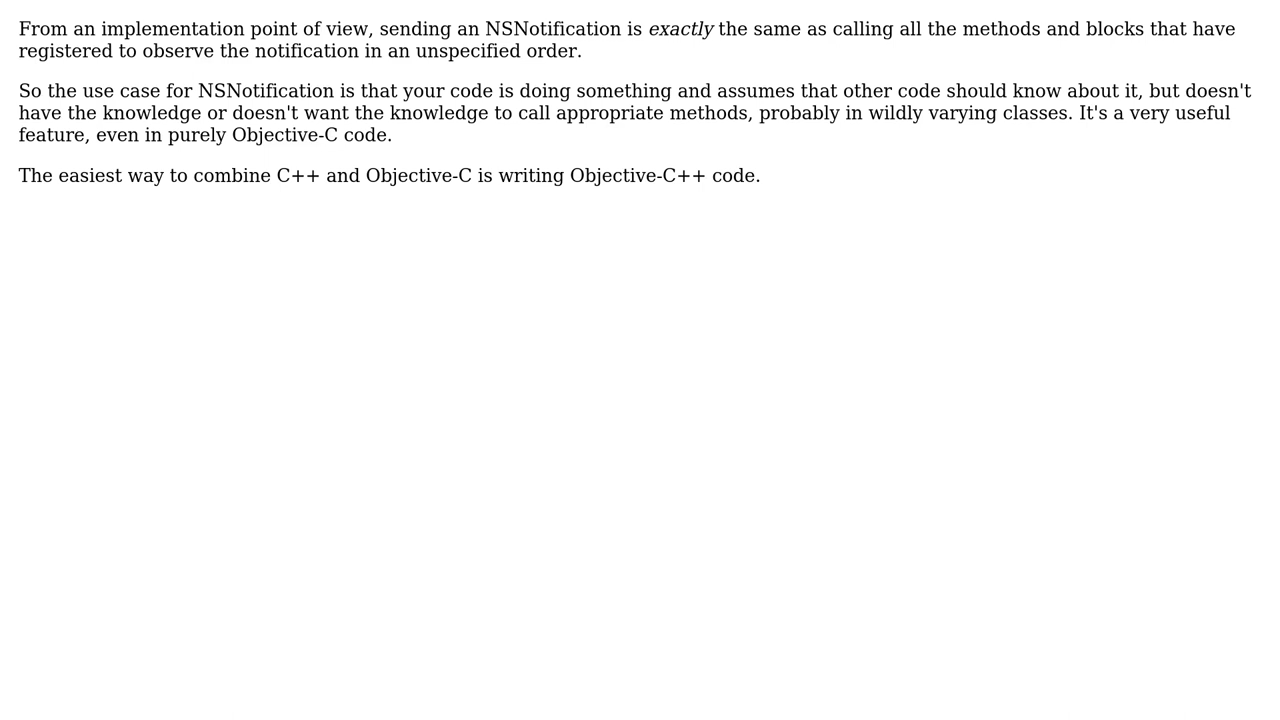 From an implementation point of view, sending an NSNotification is exactly the same as calling all the methods and blocks that have
registered to observe the notification in an unspecified order.
So the use case for NSNotification is that your code is doing something and assumes that other code should know about it, but doesn't
have the knowledge or doesn't want the knowledge to call appropriate methods, probably in wildly varying classes. It's a very useful
feature, even in purely Objective-C code.
The easiest way to combine C++ and Objective-C is writing Objective-C++ code.